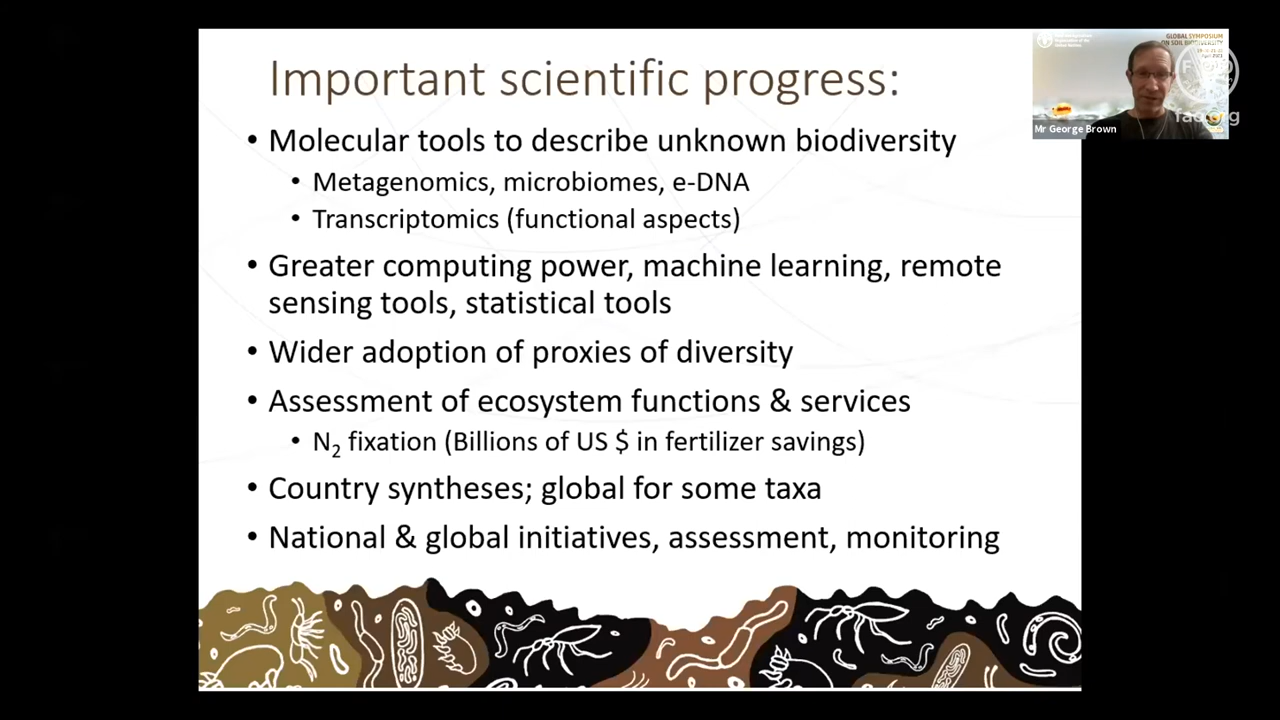 Important scientific progress:
• Molecular tools to describe unknown biodiversity
• Metagenomics, microbiomes, e-DNA
• Transcriptomics (functional aspects)
• Greater computing power, machine learning, remote
sensing tools, statistical tools
• Wider adoption of proxies of diversity
• Assessment of ecosystem functions & services
• N₂ fixation (Billions of US $ in fertilizer savings)
• Country syntheses; global for some taxa
• National & global initiatives, assessment, monitoring
GLOBAL SYMPOSIUM
ON SOIL BIODIVERSITY
fao.org
Mr George Brown